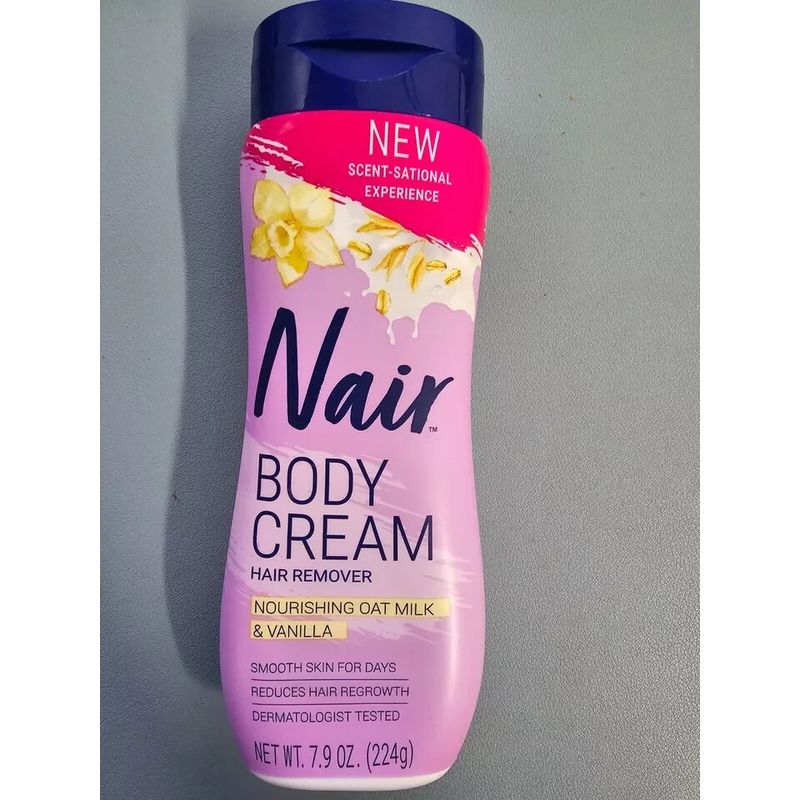 NEW
SCENT-SATIONAL
EXPERIENCE
Nair™
BODY
CREAM
HAIR REMOVER
NOURISHING OAT MILK
& VANILLA
SMOOTH SKIN FOR DAYS
REDUCES HAIR REGROWTH
DERMATOLOGIST TESTED
NET WT. 7.9 OZ. (224g)